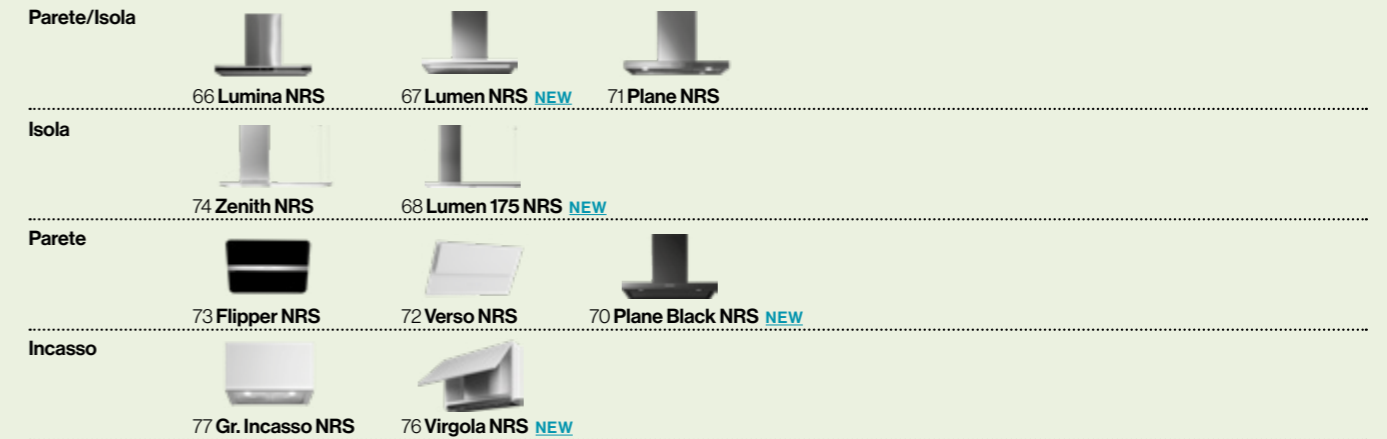 Parete/Isola
66 Lumina NRS
67 Lumen NRS NEW
71 Plane NRS
Isola
74 Zenith NRS
68 Lumen 175 NRS NEW
Parete
73 Flipper NRS
72 Verso NRS
70 Plane Black NRS NEW
Incasso
77 Gr. Incasso NRS
76 Virgola NRS NEW